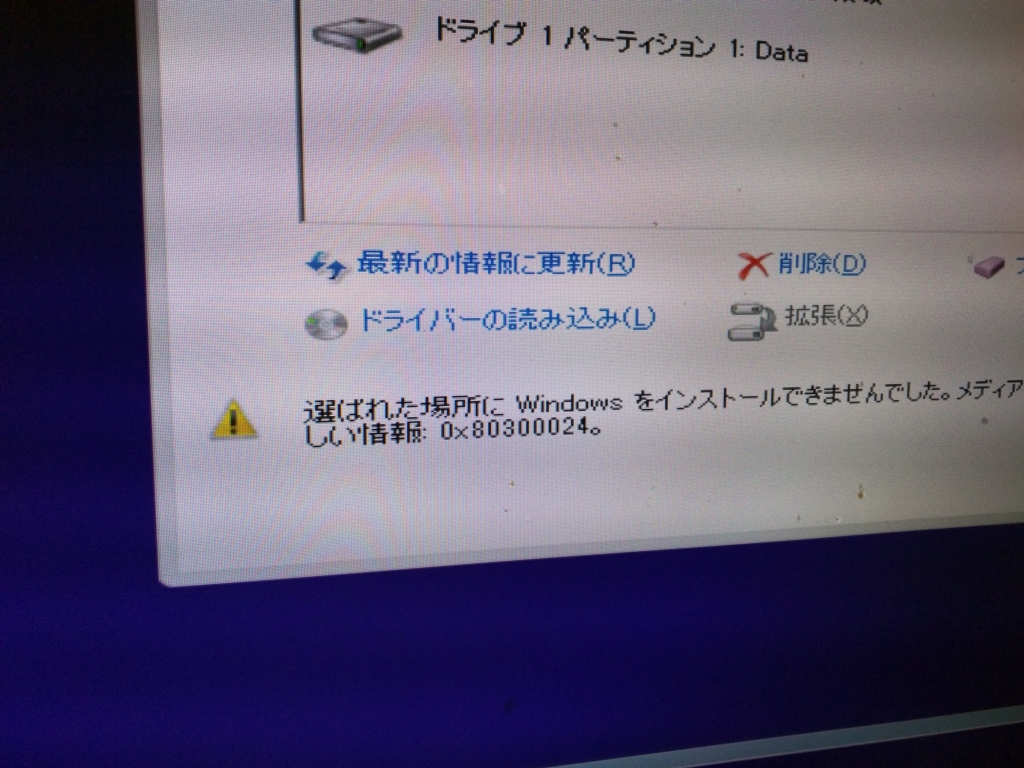 ドライブ 1 パーティション 1: Data
最新の情報に更新(R)
削除(D)
ドライバーの読み込み(L)
拡張(X)
選ばれた場所に Windows をインストールできませんでした。メディア
しい情報: 0x80300024。